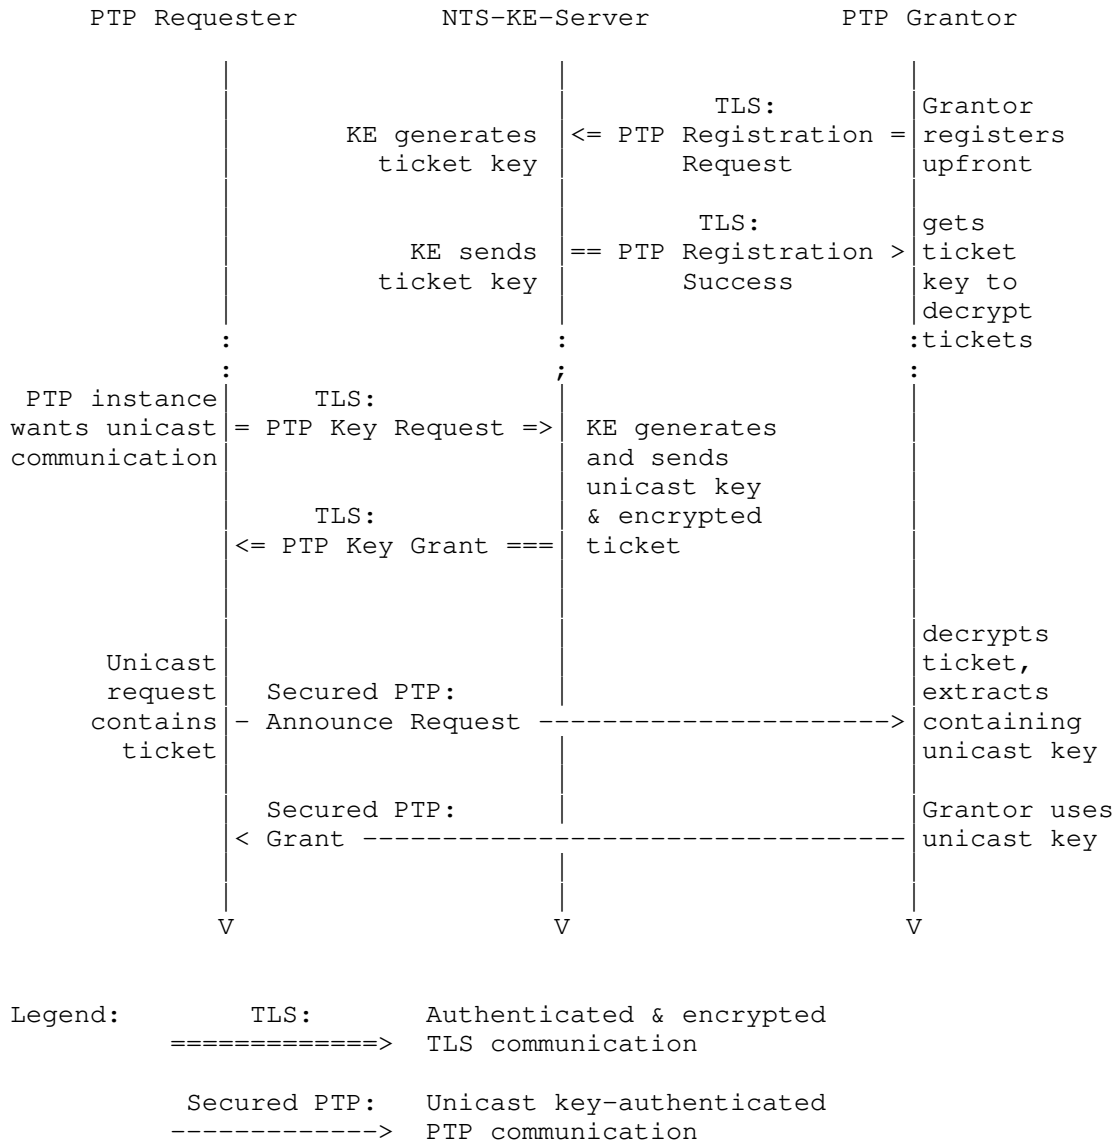 PTP Requester NTS-KE-Server PTP Grantor
TLS: Grantor
KE generates <= PTP Registration = registers
ticket key Request upfront
TLS: gets
KE sends == PTP Registration > ticket
ticket key Success key to
decrypt
: : :tickets
: ; :
PTP instance TLS:
wants unicast = PTP Key Request => KE generates
communication and sends
unicast key
TLS: & encrypted
<= PTP Key Grant === ticket
decrypts
Unicast ticket,
request Secured PTP: extracts
contains - Announce Request ----------------------> containing
ticket unicast key
Secured PTP: Grantor uses
< Grant ---------------------------------- unicast key
V V V
Legend: TLS: Authenticated & encrypted
=============> TLS communication
Secured PTP: Unicast key-authenticated
-------------> PTP communication